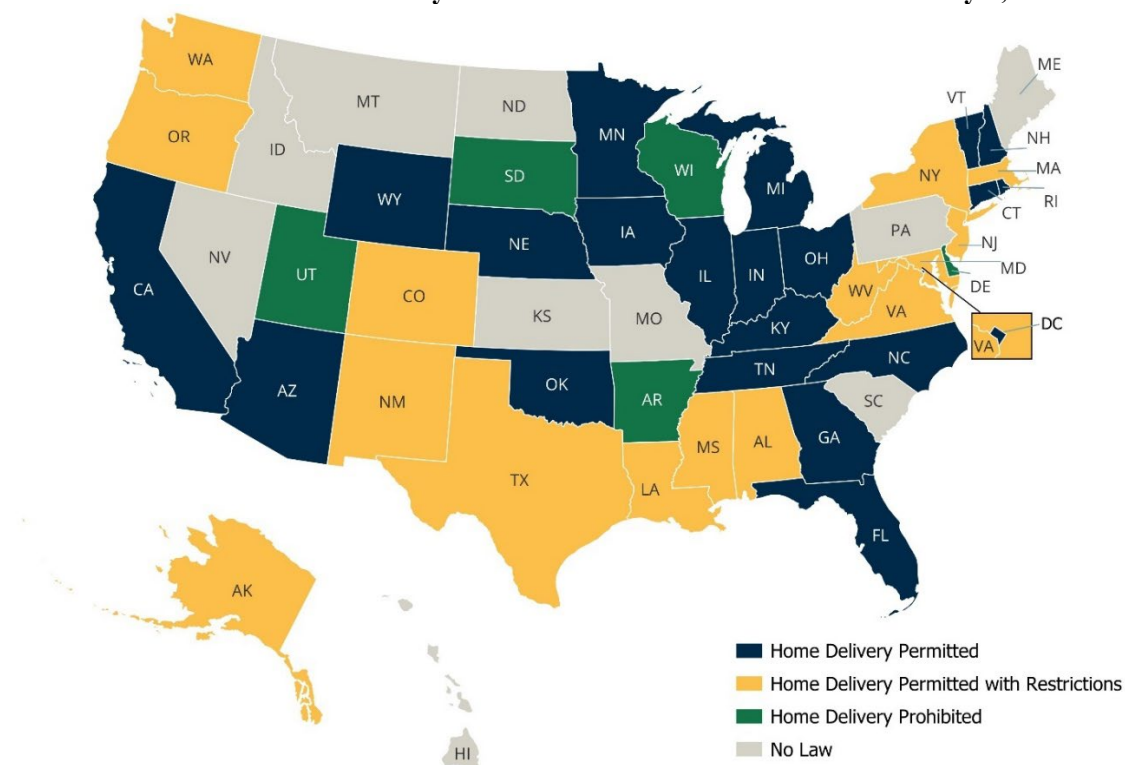 WA
ME
MT
ND
VT
OR
MN
ID
NH
WI
MA
SD
NY
MI
WY
RI
CT
IA
PA
NE
NV
OH
NJ
IL
IN
UT
MD
CA
CO
WV
DE
VA
KS
MO
KY
DC
VA
NC
TN
OK
AZ
NM
AR
SC
MS
AL
GA
TX
LA
FL
AK
Home Delivery Permitted
Home Delivery Permitted with Restrictions
Home Delivery Prohibited
No Law
HI